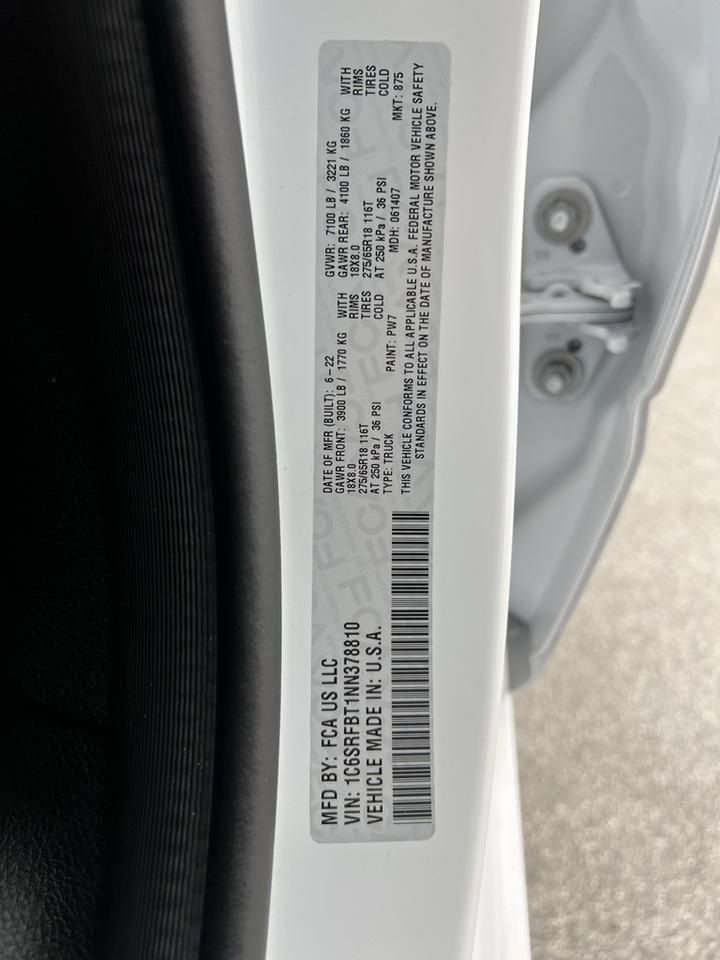 MFD BY: FCA US LLC
VIN: 1C6SRFBT1NN378810
VEHICLE MADE IN: U.S.A.
DATE OF MFR (BUILT): 6-22
GAWR FRONT: 3900 LB / 1770 KG WITH
18X8.0 RIMS
275/65R18 116T TIRES
AT 250 kPa / 36 PSI COLD
TYPE: TRUCK PAINT: PW7
GVWR: 7100 LB / 3221 KG
GAWR REAR: 4100 LB / 1860 KG WITH
18X8.0 RIMS
275/65R18 116T TIRES
AT 250 kPa / 36 PSI COLD
MDH: 061407 MKT: 875
THIS VEHICLE CONFORMS TO ALL APPLICABLE U.S.A. FEDERAL MOTOR VEHICLE SAFETY
STANDARDS IN EFFECT ON THE DATE OF MANUFACTURE SHOWN ABOVE.